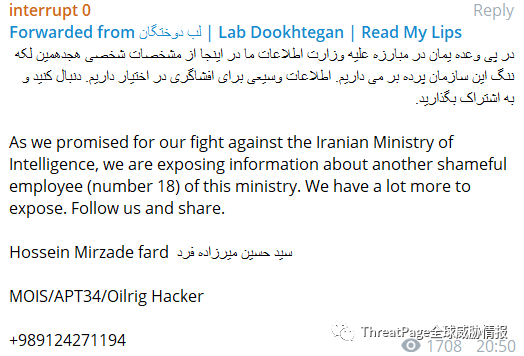 interrupt 0 Reply
Forwarded from لب دوختگان | Lab Dookhtegan | Read My Lips
در پی وعده یمان در مبارزه علیه وزارت اطلاعات ما در اینجا از مشخصات شخصی هجدهمین لکه
ننگ این سازمان پرده بر می داریم. اطلاعات وسیعی برای افشاگری در اختیار داریم. دنبال کنید و
به اشتراک بگذارید.
As we promised for our fight against the Iranian Ministry of
Intelligence, we are exposing information about another shameful
employee (number 18) of this ministry. We have a lot more to
expose. Follow us and share.
Hossein Mirzade fard سید حسین میرزاده فرد
MOIS/APT34/Oilrig Hacker
ThreatPage全球威胁情报
+989124271194
1708 20:50